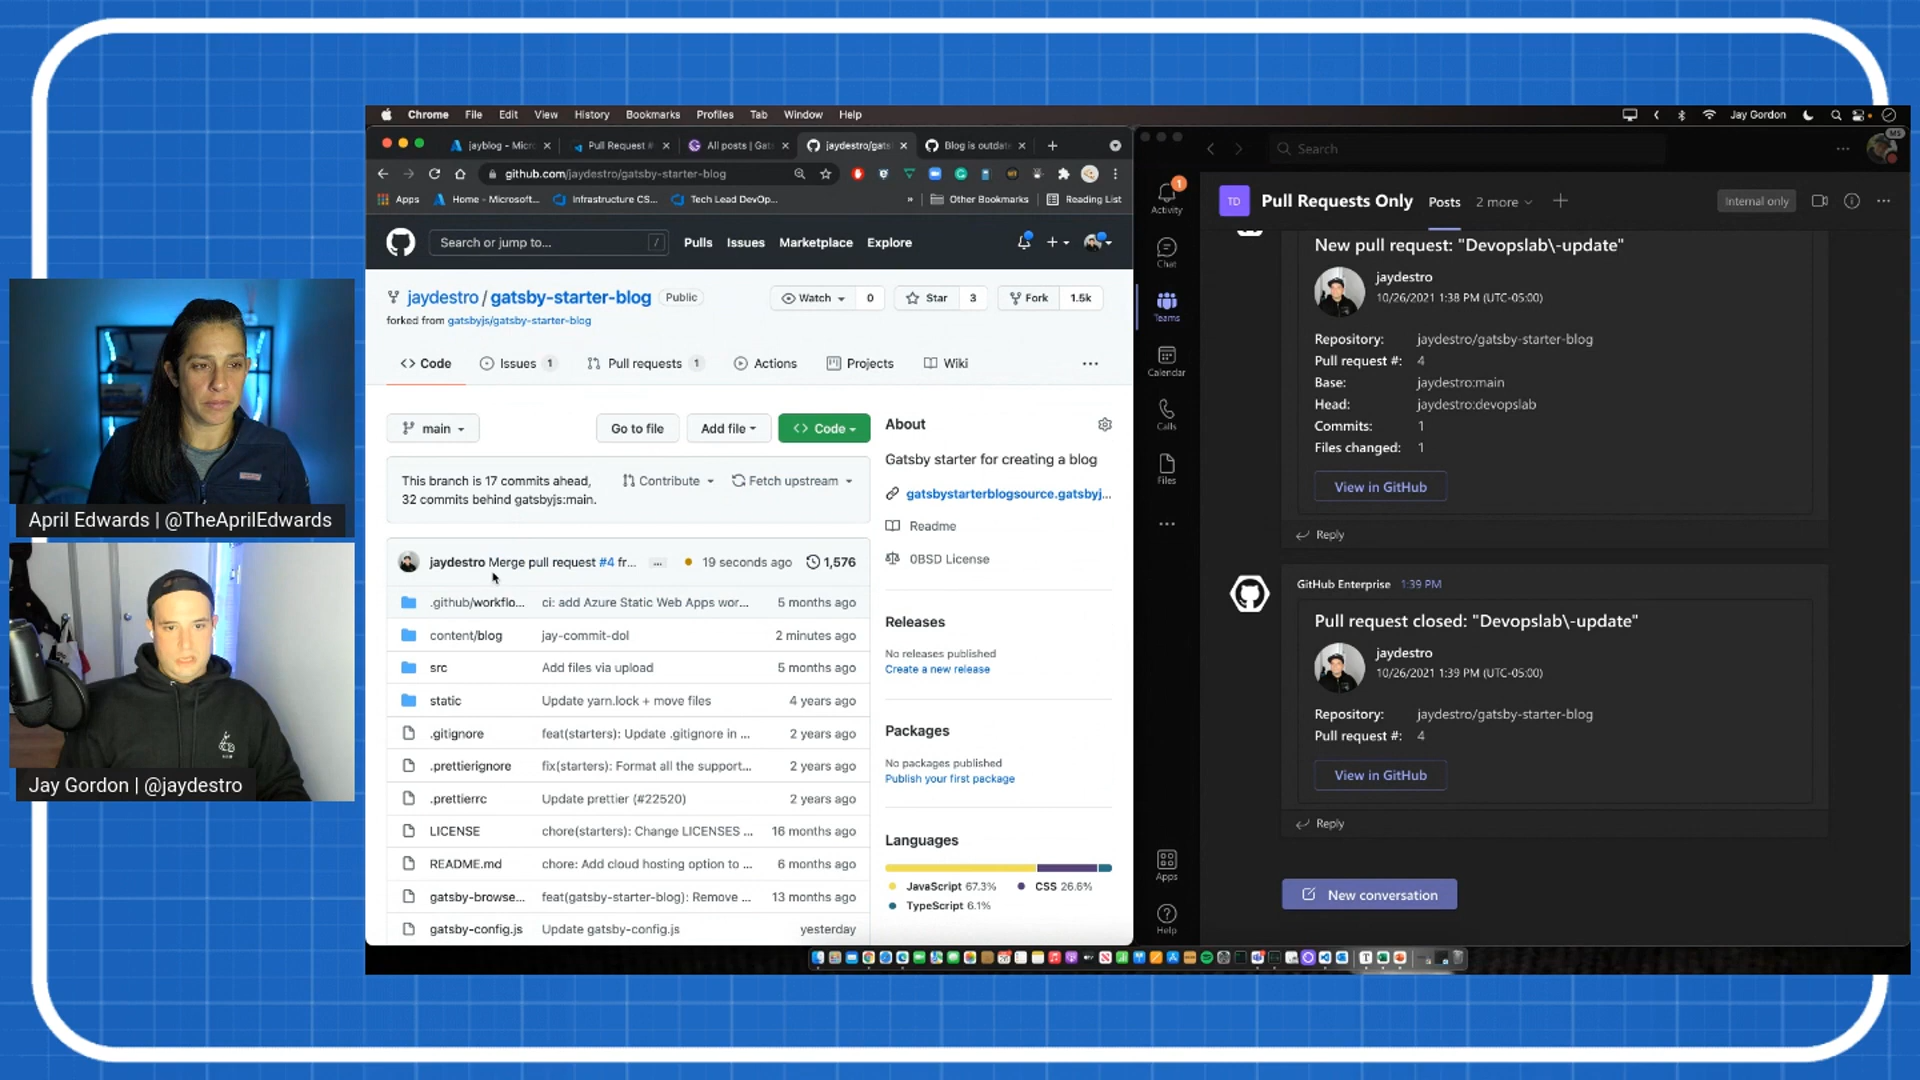 Chrome File Edit View History Bookmarks Profiles Tab Window Help
Jay Gordon
jayblog - Micr
Pull Request #
All posts | Gat
jaydestro/gats
Blog is outdat
github.com/jaydestro/gatsby-starter-blog
Apps
Home - Microsoft...
Infrastructure CS...
Tech Lead DevOp...
»
Other Bookmarks
Reading List
Search or jump to...
/
Pulls
Issues
Marketplace
Explore
jaydestro / gatsby-starter-blog
Public
Watch
0
Star
3
Fork
1.5k
forked from gatsbyjs/gatsby-starter-blog
<> Code
Issues 1
Pull requests 1
Actions
Projects
Wiki
...
main
Go to file
Add file
<> Code
This branch is 17 commits ahead,
32 commits behind gatsbyjs:main.
Contribute
Fetch upstream
jaydestro Merge pull request #4 fr...
...
19 seconds ago
1,576
.github/workflo...
ci: add Azure Static Web Apps wor...
5 months ago
content/blog
jay-commit-dol
2 minutes ago
src
Add files via upload
5 months ago
static
Update yarn.lock + move files
4 years ago
.gitignore
feat(starters): Update .gitignore in ...
2 years ago
.prettierignore
fix(starters): Format all the support...
2 years ago
.prettierrc
Update prettier (#22520)
2 years ago
LICENSE
chore(starters): Change LICENSES ...
16 months ago
README.md
chore: Add cloud hosting option to ...
6 months ago
gatsby-browse...
feat(gatsby-starter-blog): Remove ...
13 months ago
gatsby-config.js
Update gatsby-config.js
yesterday
About
Gatsby starter for creating a blog
gatsbystarterblogsource.gatsbyj...
Readme
0BSD License
Releases
No releases published
Create a new release
Packages
No packages published
Publish your first package
Languages
JavaScript 67.3%
CSS 26.6%
TypeScript 6.1%
Search
...
MS
1
Activity
Chat
Teams
Calendar
Calls
Files
...
Apps
Help
TD
Pull Requests Only
Posts
2 more
Internal only
...
New pull request: "Devopslab\-update"
jaydestro
10/26/2021 1:38 PM (UTC-05:00)
Repository: jaydestro/gatsby-starter-blog
Pull request #: 4
Base: jaydestro:main
Head: jaydestro:devopslab
Commits: 1
Files changed: 1
View in GitHub
Reply
GitHub Enterprise 1:39 PM
Pull request closed: "Devopslab\-update"
jaydestro
10/26/2021 1:39 PM (UTC-05:00)
Repository: jaydestro/gatsby-starter-blog
Pull request #: 4
View in GitHub
Reply
New conversation
April Edwards | @TheAprilEdwards
Jay Gordon | @jaydestro